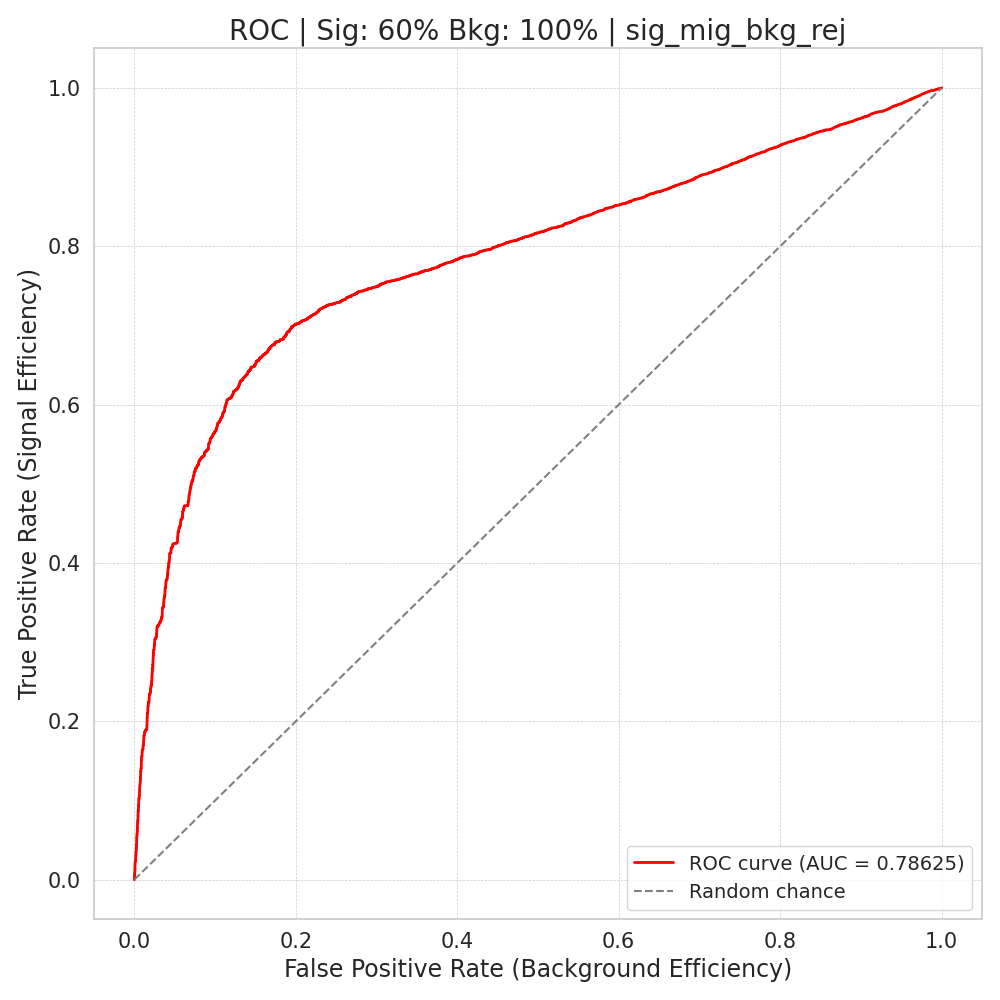 ROC | Sig: 60% Bkg: 100% | sig_mig_bkg_rej
True Positive Rate (Signal Efficiency)
1.0
0.8
0.6
0.4
0.2
0.0
ROC curve (AUC = 0.78625)
Random chance
0.0 0.2 0.4 0.6 0.8 1.0
False Positive Rate (Background Efficiency)